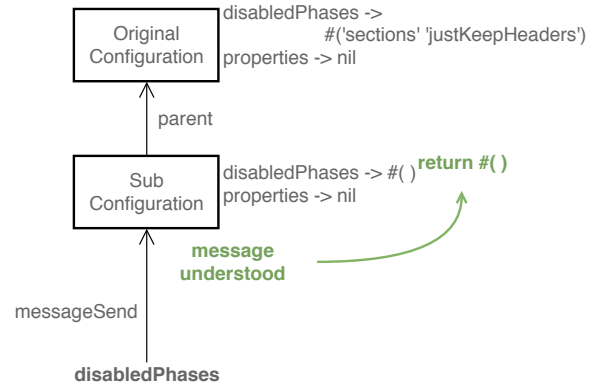 disabledPhases ->
#('sections' 'justKeepHeaders')
Original
Configuration
properties -> nil
parent
Sub
Configuration
disabledPhases -> #( )
return #( )
properties -> nil
message
understood
messageSend
disabledPhases